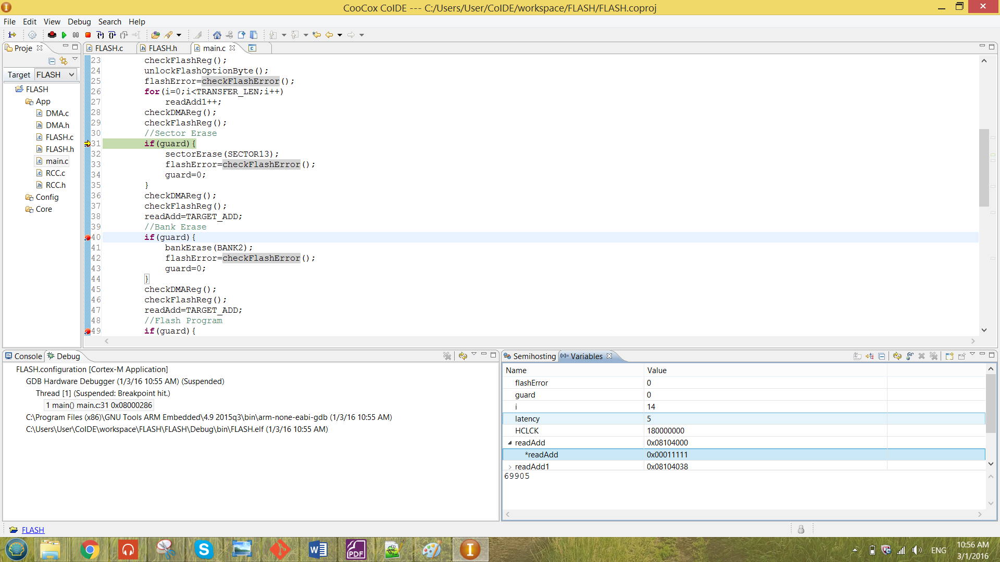 CooCox CoIDE --- C:/Users/User/CoIDE/workspace/FLASH/FLASH.coproj
File Edit View Debug Search Help
Proje
FLASH.c FLASH.h main.c
Target FLASH
FLASH
App
DMA.c
DMA.h
FLASH.c
FLASH.h
main.c
RCC.c
RCC.h
Config
Core
23 checkFlashReg();
24 unlockFlashOptionByte();
25 flashError=checkFlashError();
26 for(i=0;i<TRANSFER_LEN;i++)
27 readAdd1++;
28 checkDMAReg();
29 checkFlashReg();
30 //Sector Erase
31 if(guard){
32 sectorErase(SECTOR13);
33 flashError=checkFlashError();
34 guard=0;
35 }
36 checkDMAReg();
37 checkFlashReg();
38 readAdd=TARGET_ADD;
39 //Bank Erase
40 if(guard){
41 bankErase(BANK2);
42 flashError=checkFlashError();
43 guard=0;
44 }
45 checkDMAReg();
46 checkFlashReg();
47 readAdd=TARGET_ADD;
48 //Flash Program
49 if(guard){
Console Debug
FLASH.configuration [Cortex-M Application]
GDB Hardware Debugger (1/3/16 10:55 AM) (Suspended)
Thread [1] (Suspended: Breakpoint hit.)
1 main() main.c:31 0x08000286
C:\Program Files (x86)\GNU Tools ARM Embedded\4.9 2015q3\bin\arm-none-eabi-gdb (1/3/16 10:55 AM)
C:\Users\User\CoIDE\workspace\FLASH\FLASH\Debug\bin\FLASH.elf (1/3/16 10:55 AM)
Semihosting Variables
Name Value
flashError 0
guard 0
i 14
latency 5
HCLCK 180000000
readAdd 0x08104000
*readAdd 0x00011111
readAdd1 0x08104038
69905
FLASH
PDF
ENG
10:56 AM
3/1/2016